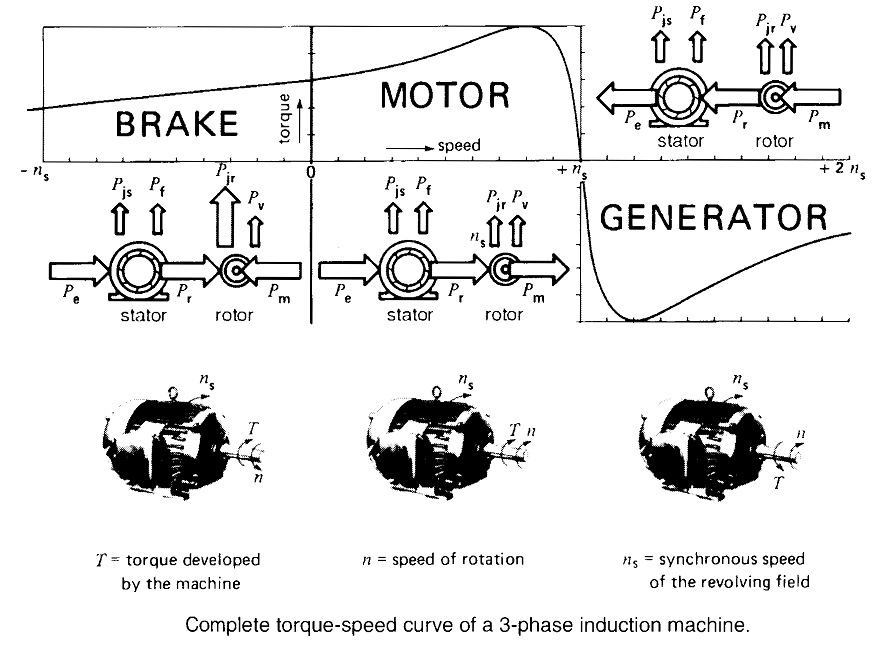 P_js P_f P_jr P_v
P_e P_r P_m
stator rotor
BRAKE
MOTOR
torque
speed
- n_s 0 + n_s + 2 n_s
P_js P_f P_jr P_v
P_e P_r P_m
stator rotor
P_js P_f P_jr P_v
n_s
P_e P_r P_m
stator rotor
GENERATOR
n_s
T
n
n_s
T n
n_s
n
T
T = torque developed
by the machine
n = speed of rotation
n_s = synchronous speed
of the revolving field
Complete torque-speed curve of a 3-phase induction machine.